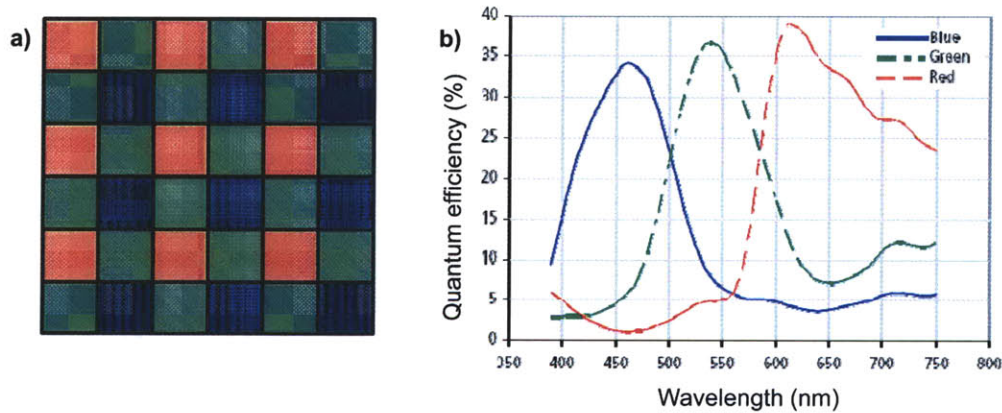 a)
b)
Quantum efficiency (%)
40
35
30
25
20
15
10
5
0
Blue
Green
Red
350 400 450 500 550 600 650 700 750 800
Wavelength (nm)